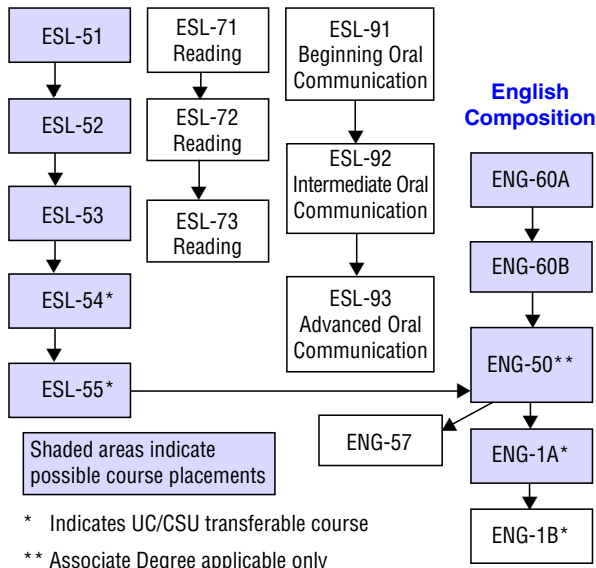 ESL-51
ESL-52
ESL-53
ESL-54*
ESL-55*
ESL-71
Reading
ESL-72
Reading
ESL-73
Reading
ESL-91
Beginning Oral
Communication
ESL-92
Intermediate Oral
Communication
ESL-93
Advanced Oral
Communication
English
Composition
ENG-60A
ENG-60B
ENG-50**
ENG-57
ENG-1A*
ENG-1B*
Shaded areas indicate
possible course placements
* Indicates UC/CSU transferable course
** Associate Degree applicable only